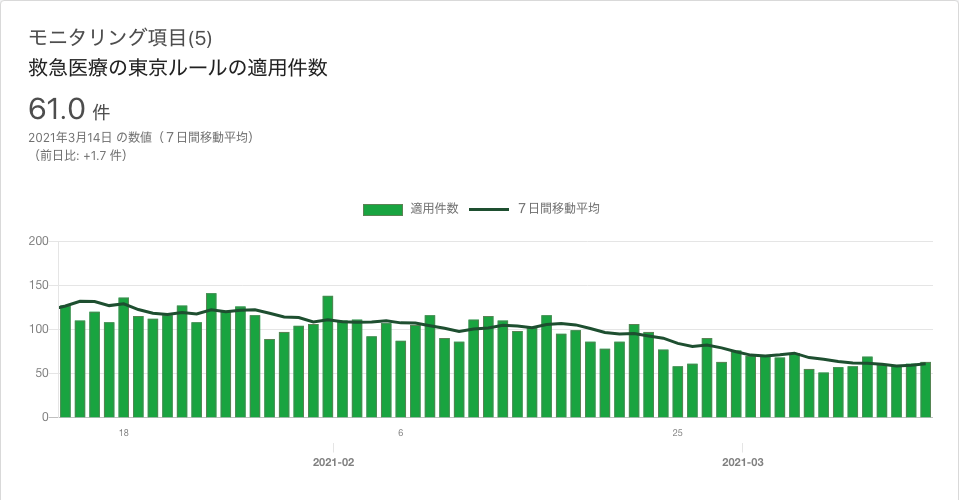 モニタリング項目(5)
救急医療の東京ルールの適用件数
61.0 件
2021年3月14日 の数値（７日間移動平均）
（前日比: +1.7 件）
適用件数 ７日間移動平均
200
150
100
50
0
18 6 25
2021-02 2021-03